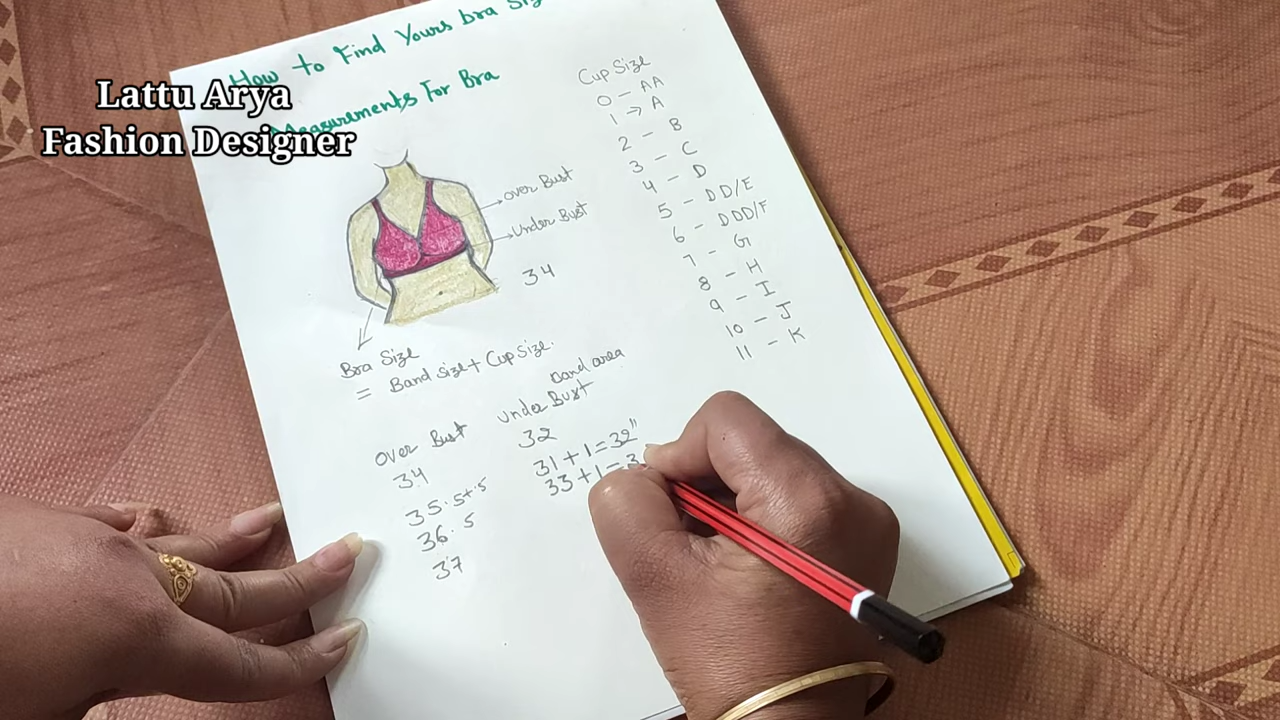 How to Find Yours bra Size
Measurements For Bra
Lattu Arya
Fashion Designer
over Bust
Under Bust
34
Bra Size
= Band Size + Cup Size.
Cup Size
0 - AA
1 → A
2 - B
3 - C
4 - D
5 - DD/E
6 - DDD/F
7 - G
8 - H
9 - I
10 - J
11 - K
Over Bust
34
35.5+.5
36.5
37
band area
Under Bust
32
31+1=32"
33+1=3